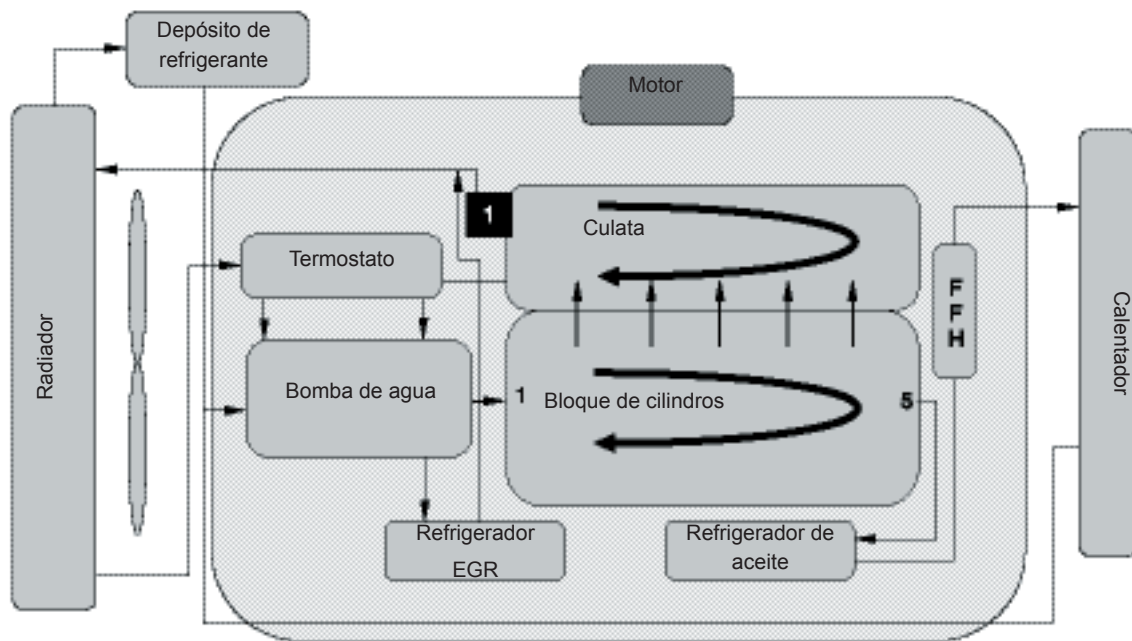 Depósito de
refrigerante
Motor
1
Culata
Termostato
FFH
Radiador
Calentador
Bomba de agua
1
Bloque de cilindros
5
Refrigerador
EGR
Refrigerador de
aceite